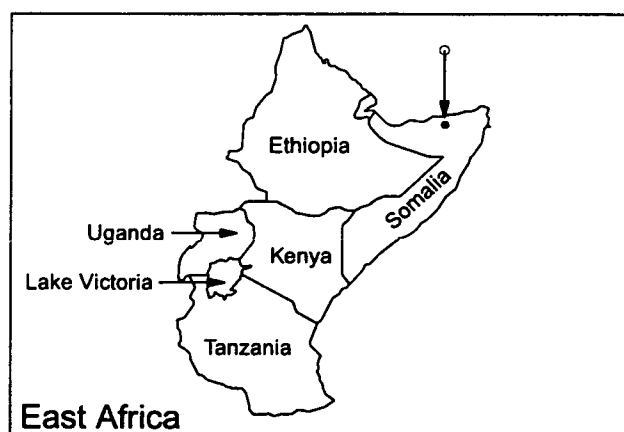 Ethiopia
Somalia
Uganda
Kenya
Lake Victoria
Tanzania
East Africa